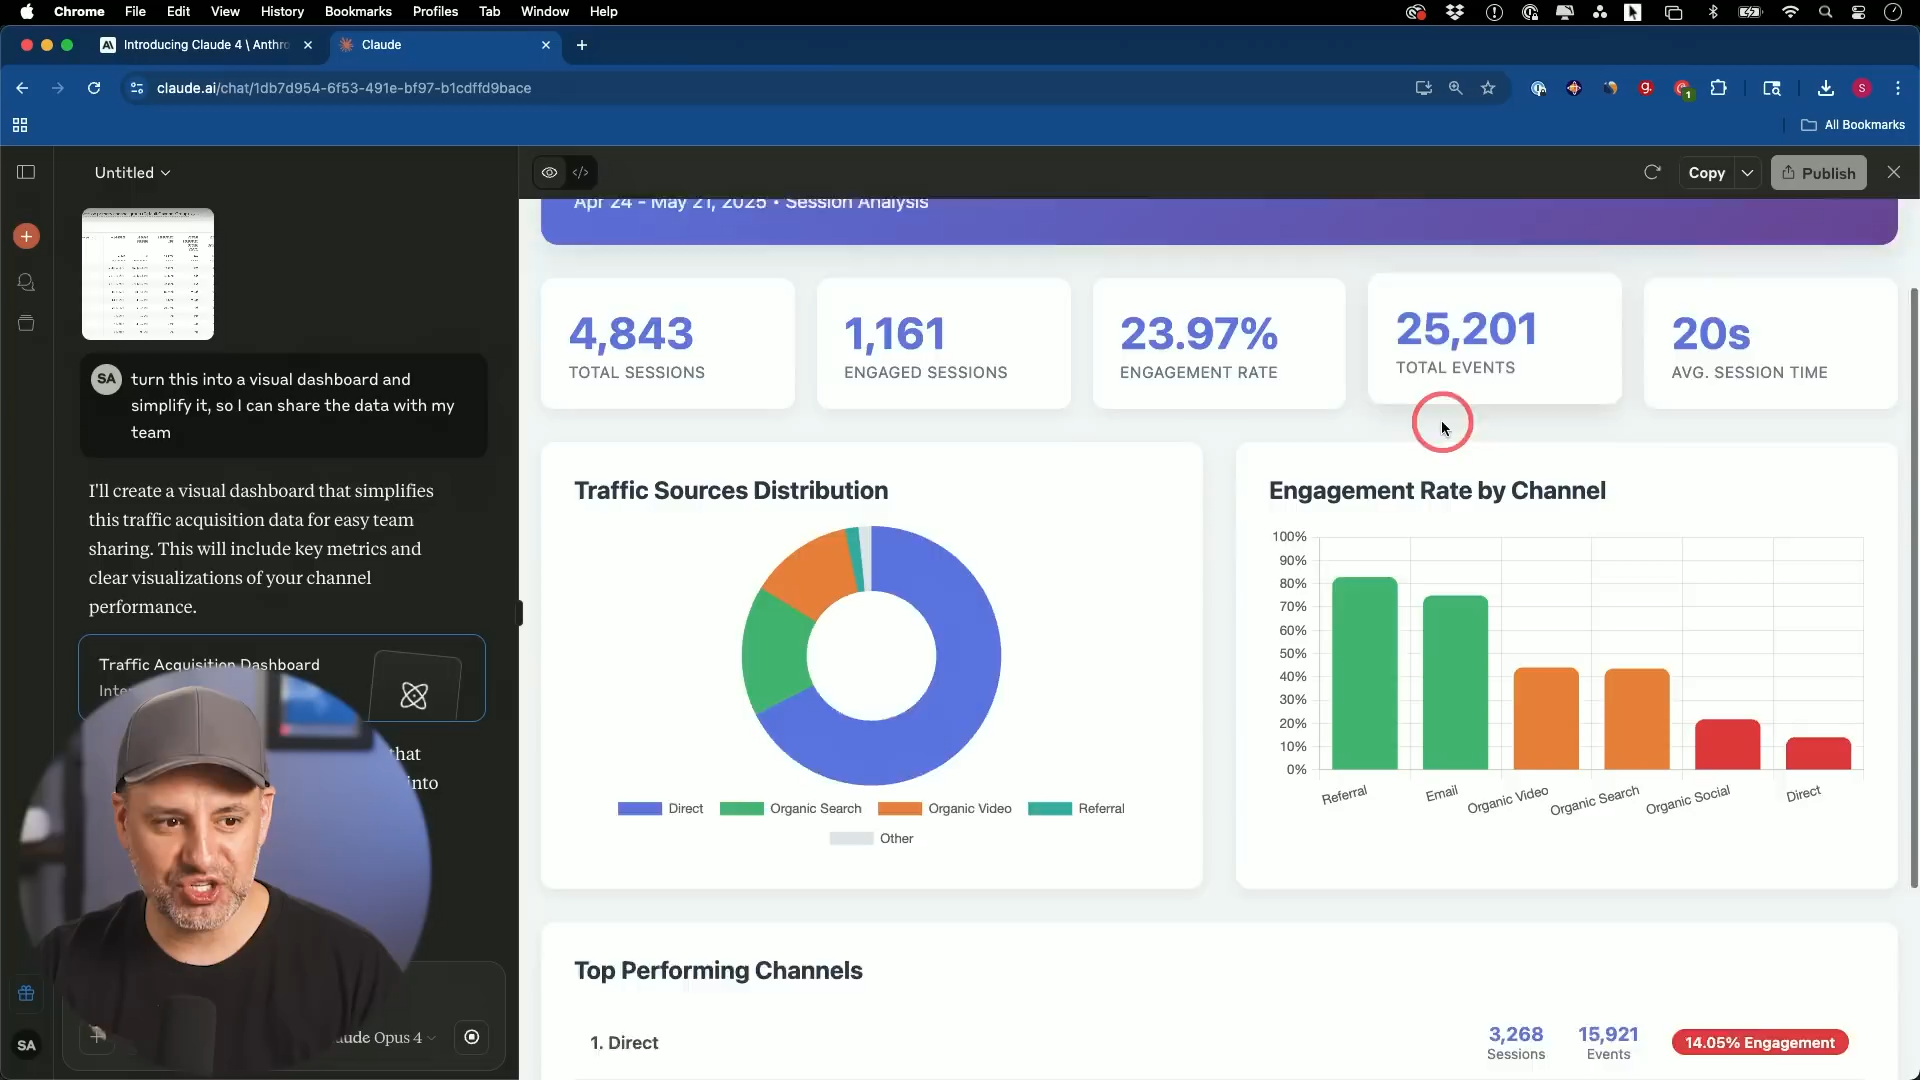 Chrome File Edit View History Bookmarks Profiles Tab Window Help
Introducing Claude 4 \ Anthro
Claude
claude.ai/chat/1db7d954-6f53-491e-bf97-b1cdffd9bace
g.
1
S
All Bookmarks
Untitled
Copy
Publish
SA
turn this into a visual dashboard and
simplify it, so I can share the data with my
team
I'll create a visual dashboard that simplifies
this traffic acquisition data for easy team
sharing. This will include key metrics and
clear visualizations of your channel
performance.
Traffic Acquisition Dashboard
that
into
Claude Opus 4
SA
Apr 24 - May 21, 2025 • Session Analysis
4,843
TOTAL SESSIONS
1,161
ENGAGED SESSIONS
23.97%
ENGAGEMENT RATE
25,201
TOTAL EVENTS
20s
AVG. SESSION TIME
Traffic Sources Distribution
Direct Organic Search Organic Video Referral
Other
Engagement Rate by Channel
100%
90%
80%
70%
60%
50%
40%
30%
20%
10%
0%
Referral Email Organic Video Organic Search Organic Social Direct
Top Performing Channels
1. Direct
3,268
Sessions
15,921
Events
14.05% Engagement